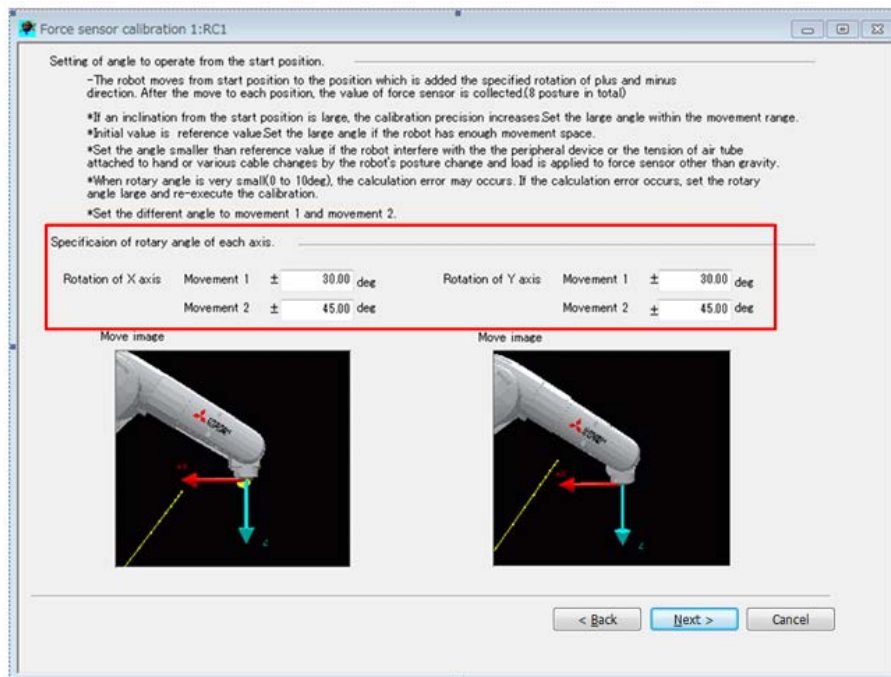 Force sensor calibration 1:RC1
Setting of angle to operate from the start position.
-The robot moves from start position to the position which is added the specified rotation of plus and minus
direction. After the move to each position, the value of force sensor is collected.(8 posture in total)
*If an inclination from the start position is large, the calibration precision increases.Set the large angle within the movement range.
*Initial value is reference value.Set the large angle if the robot has enough movement space.
*Set the angle smaller than reference value if the robot interfere with the the peripheral device or the tension of air tube
attached to hand or various cable changes by the robot's posture change and load is applied to force sensor other than gravity.
*When rotary angle is very small(0 to 10deg), the calculation error may occurs. If the calculation error occurs, set the rotary
angle large and re-execute the calibration.
*Set the different angle to movement 1 and movement 2.
Specificaion of rotary angle of each axis.
Rotation of X axis Movement 1 ± 30.00 deg Rotation of Y axis Movement 1 ± 30.00 deg
Movement 2 ± 45.00 deg Movement 2 ± 45.00 deg
Move image Move image
< Back Next > Cancel